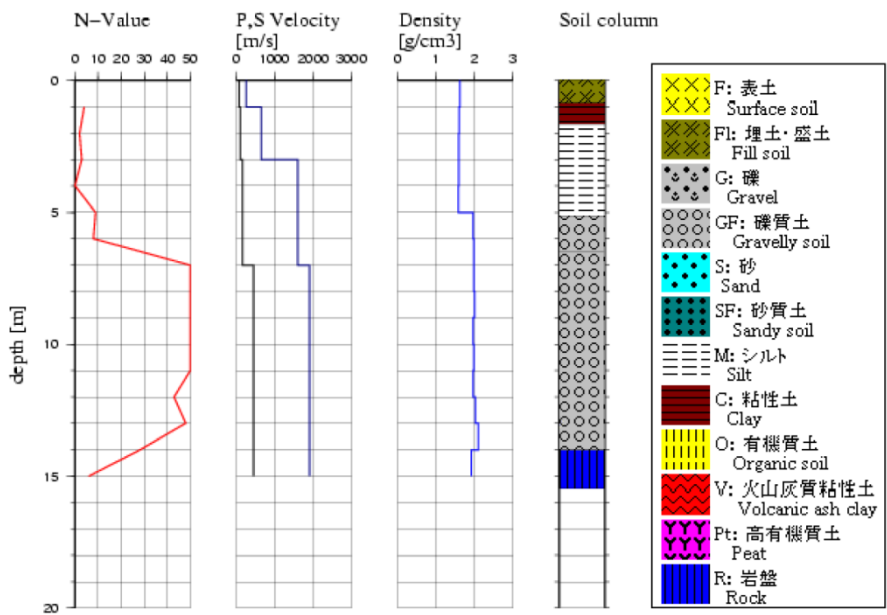 N-Value
P,S Velocity
[m/s]
Density
[g/cm3]
Soil column
0 10 20 30 40 50
0 1000 2000 3000
0 1 2 3
0
5
10
15
20
depth [m]
F: 表土
Surface soil
Fl: 埋土・盛土
Fill soil
G: 礫
Gravel
GF: 礫質土
Gravelly soil
S: 砂
Sand
SF: 砂質土
Sandy soil
M: シルト
Silt
C: 粘性土
Clay
O: 有機質土
Organic soil
V: 火山灰質粘性土
Volcanic ash clay
Pt: 高有機質土
Peat
R: 岩盤
Rock